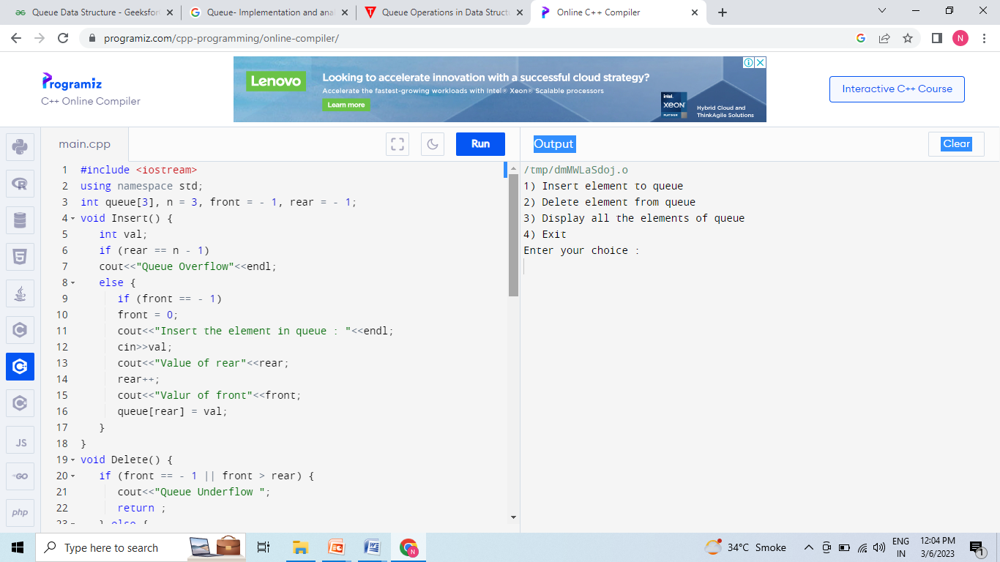 Queue Data Structure - Geeksfor
Queue- Implementation and anal
Queue Operations in Data Struct
Online C++ Compiler
programiz.com/cpp-programming/online-compiler/
N
Programiz
C++ Online Compiler
Lenovo
Looking to accelerate innovation with a successful cloud strategy?
Accelerate the fastest-growing workloads with Intel® Xeon® Scalable processors
Learn more
intel.
XEON
PLATINUM
Hybrid Cloud and
ThinkAgile Solutions
Interactive C++ Course
main.cpp
Run
Output
Clear
1 #include <iostream>
2 using namespace std;
3 int queue[3], n = 3, front = - 1, rear = - 1;
4 void Insert() {
5 int val;
6 if (rear == n - 1)
7 cout<<"Queue Overflow"<<endl;
8 else {
9 if (front == - 1)
10 front = 0;
11 cout<<"Insert the element in queue : "<<endl;
12 cin>>val;
13 cout<<"Value of rear"<<rear;
14 rear++;
15 cout<<"Valur of front"<<front;
16 queue[rear] = val;
17 }
18 }
19 void Delete() {
20 if (front == - 1 || front > rear) {
21 cout<<"Queue Underflow ";
22 return ;
23 } else {
/tmp/dmMWLaSdoj.o
1) Insert element to queue
2) Delete element from queue
3) Display all the elements of queue
4) Exit
Enter your choice :
JS
GO
php
Type here to search
N
34°C Smoke
ENG
IN
12:04 PM
3/6/2023
1